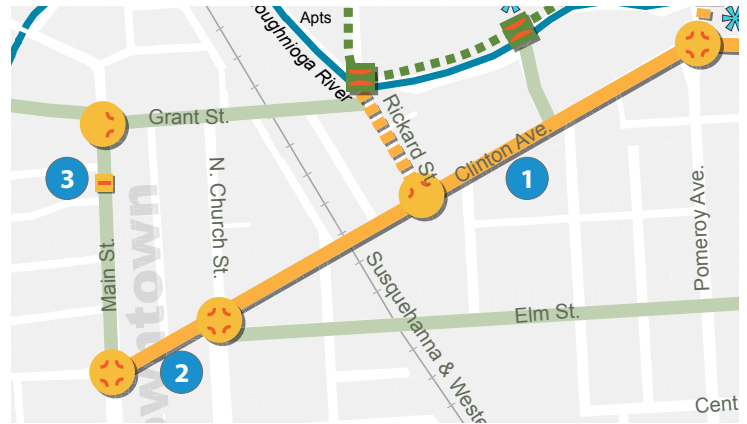 Apts
oughnioga River
Grant St.
Rickard St.
Clinton Ave.
1
3
N. Church St.
Main St.
wntown
Pomeroy Ave.
Susquehanna & Weste
Elm St.
2
Cent